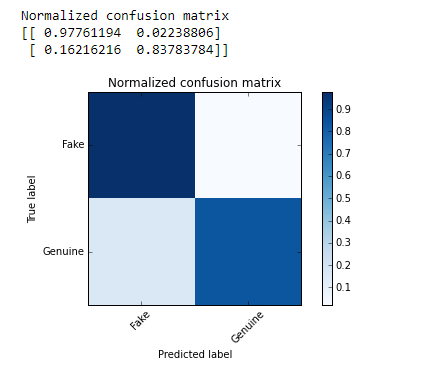 Normalized confusion matrix
[[ 0.97761194  0.02238806]
 [ 0.16216216  0.83783784]]
Normalized confusion matrix
Fake
Genuine
True label
Fake
Genuine
Predicted label
0.9
0.8
0.7
0.6
0.5
0.4
0.3
0.2
0.1